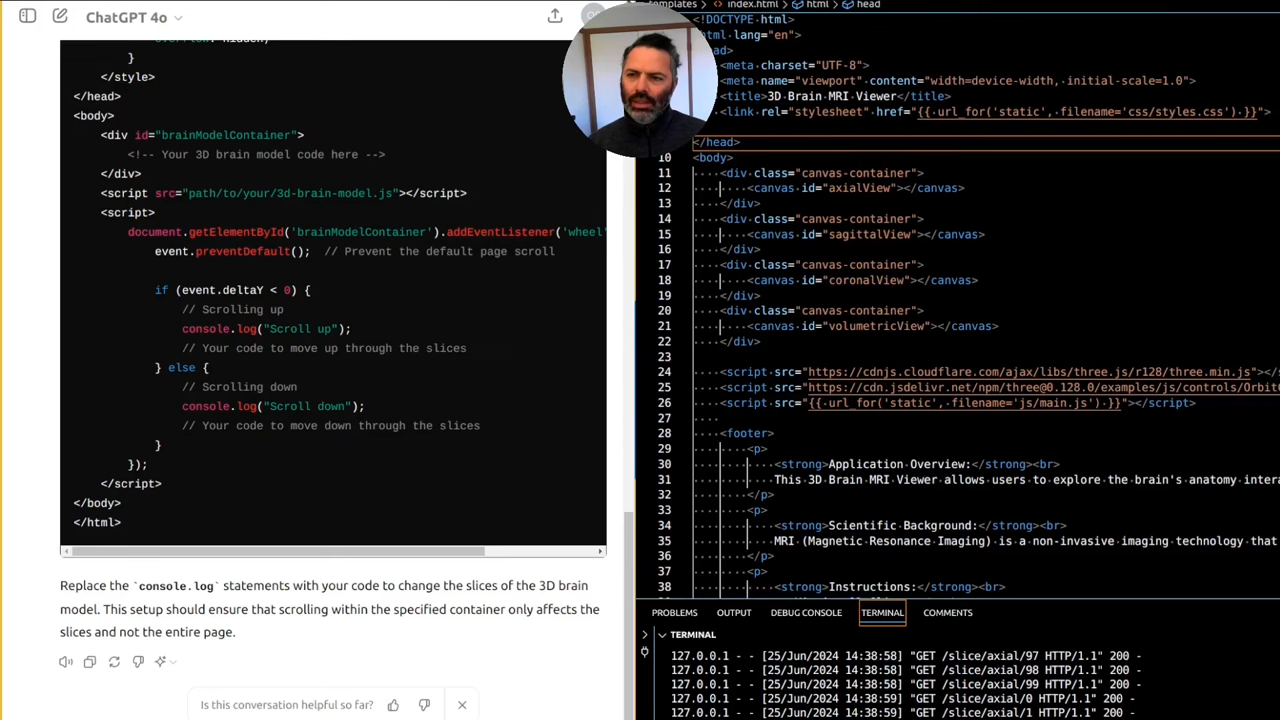 ChatGPT 4o
}
</style>
</head>
<body>
<div id="brainModelContainer">
<!-- Your 3D brain model code here -->
</div>
<script src="path/to/your/3d-brain-model.js"></script>
<script>
document.getElementById('brainModelContainer').addEventListener('wheel'
event.preventDefault();  // Prevent the default page scroll
if (event.deltaY < 0) {
// Scrolling up
console.log("Scroll up");
// Your code to move up through the slices
} else {
// Scrolling down
console.log("Scroll down");
// Your code to move down through the slices
}
});
</script>
</body>
</html>
Replace the `console.log` statements with your code to change the slices of the 3D brain
model. This setup should ensure that scrolling within the specified container only affects the
slices and not the entire page.
Is this conversation helpful so far?
templates > index.html > html > head
<!DOCTYPE html>
html lang="en">
ead>
<meta charset="UTF-8">
<meta name="viewport" content="width=device-width, initial-scale=1.0">
<title>3D Brain MRI Viewer</title>
<link rel="stylesheet" href="{{ url_for('static', filename='css/styles.css') }}">
</head>
10 <body>
11 <div class="canvas-container">
12 <canvas id="axialView"></canvas>
13 </div>
14 <div class="canvas-container">
15 <canvas id="sagittalView"></canvas>
16 </div>
17 <div class="canvas-container">
18 <canvas id="coronalView"></canvas>
19 </div>
20 <div class="canvas-container">
21 <canvas id="volumetricView"></canvas>
22 </div>
23
24 <script src="https://cdnjs.cloudflare.com/ajax/libs/three.js/r128/three.min.js"></s
25 <script src="https://cdn.jsdelivr.net/npm/three@0.128.0/examples/js/controls/Orbit
26 <script src="{{ url_for('static', filename='js/main.js') }}"></script>
27
28 <footer>
29 <p>
30 <strong>Application Overview:</strong><br>
31 This 3D Brain MRI Viewer allows users to explore the brain's anatomy intera
32 </p>
33 <p>
34 <strong>Scientific Background:</strong><br>
35 MRI (Magnetic Resonance Imaging) is a non-invasive imaging technology that
36 </p>
37 <p>
38 <strong>Instructions:</strong><br>
PROBLEMS OUTPUT DEBUG CONSOLE TERMINAL COMMENTS
TERMINAL
127.0.0.1 - - [25/Jun/2024 14:38:58] "GET /slice/axial/97 HTTP/1.1" 200 -
127.0.0.1 - - [25/Jun/2024 14:38:58] "GET /slice/axial/98 HTTP/1.1" 200 -
127.0.0.1 - - [25/Jun/2024 14:38:58] "GET /slice/axial/99 HTTP/1.1" 200 -
127.0.0.1 - - [25/Jun/2024 14:38:59] "GET /slice/axial/0 HTTP/1.1" 200 -
127.0.0.1 - - [25/Jun/2024 14:38:59] "GET /slice/axial/1 HTTP/1.1" 200 -